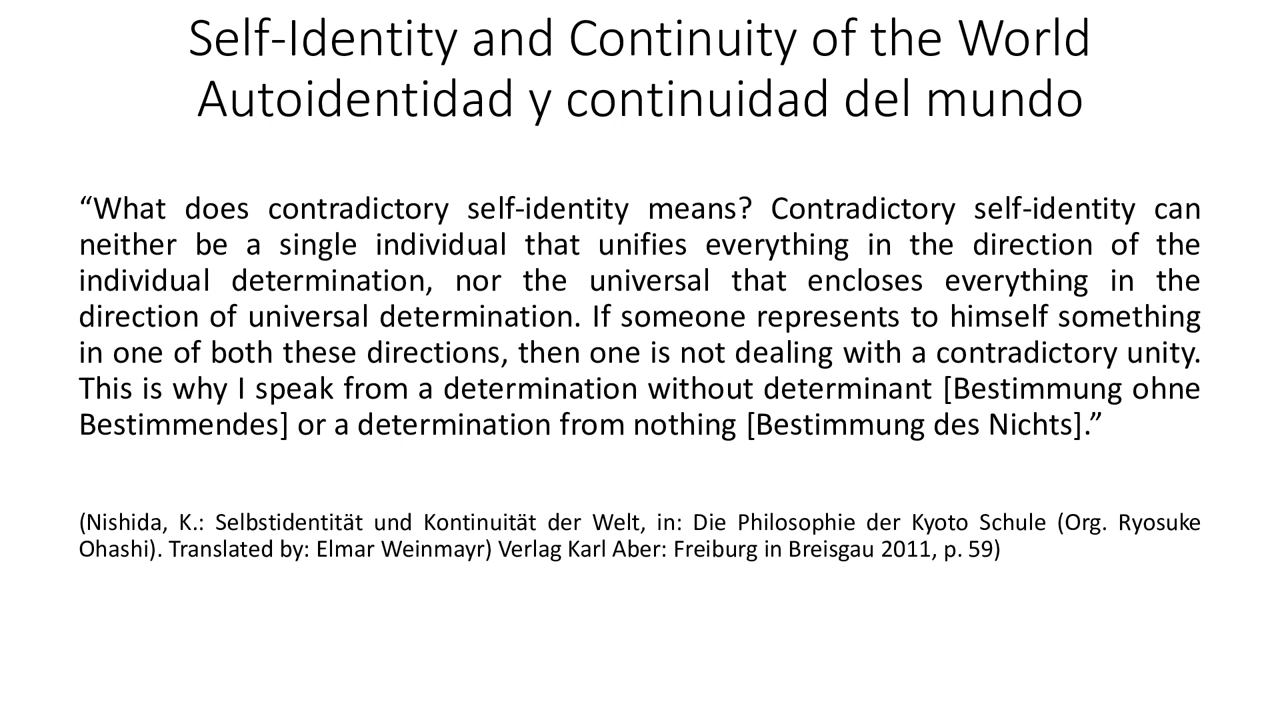 Self-Identity and Continuity of the World
Autoidentidad y continuidad del mundo
“What does contradictory self-identity means? Contradictory self-identity can
neither be a single individual that unifies everything in the direction of the
individual determination, nor the universal that encloses everything in the
direction of universal determination. If someone represents to himself something
in one of both these directions, then one is not dealing with a contradictory unity.
This is why I speak from a determination without determinant [Bestimmung ohne
Bestimmendes] or a determination from nothing [Bestimmung des Nichts].”
(Nishida, K.: Selbstidentität und Kontinuität der Welt, in: Die Philosophie der Kyoto Schule (Org. Ryosuke
Ohashi). Translated by: Elmar Weinmayr) Verlag Karl Aber: Freiburg in Breisgau 2011, p. 59)